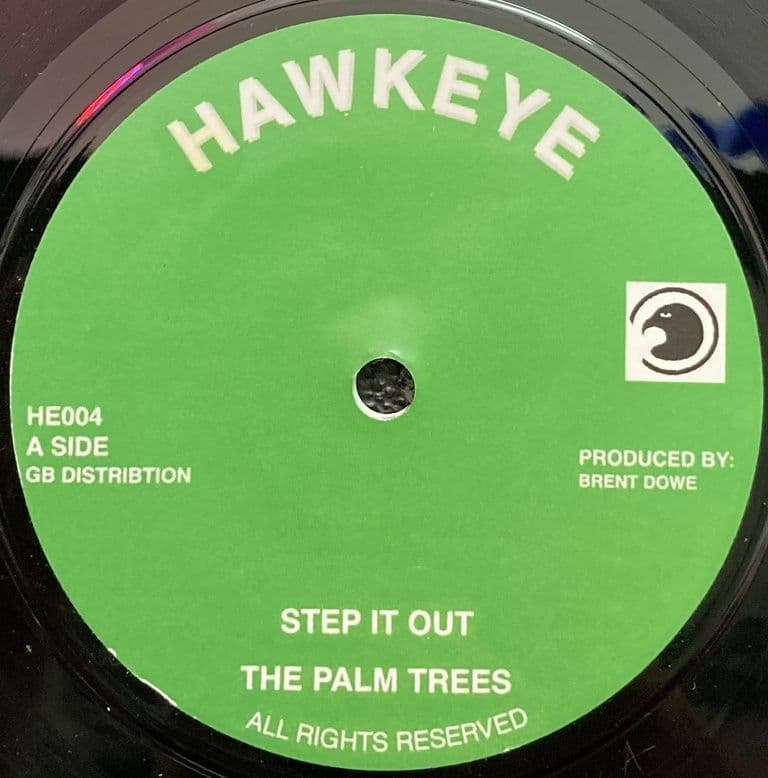 HAWKEYE
HE004
A SIDE
GB DISTRIBTION
PRODUCED BY:
BRENT DOWE
STEP IT OUT
THE PALM TREES
ALL RIGHTS RESERVED
A